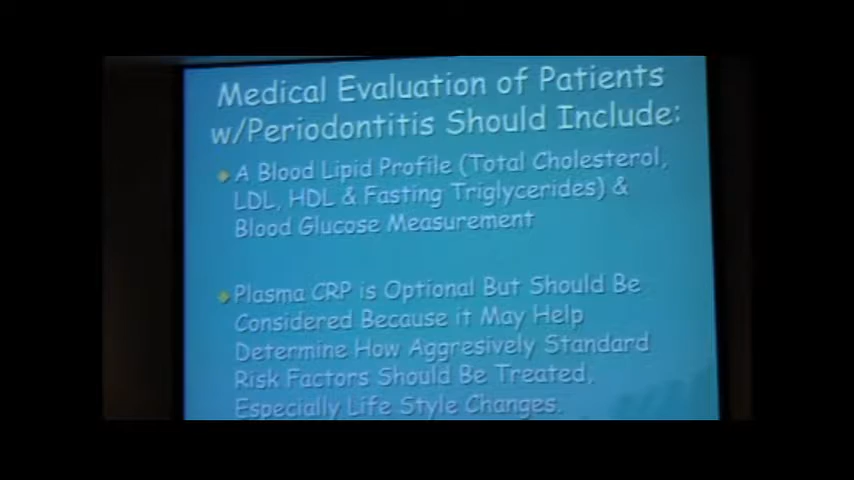 Medical Evaluation of Patients
w/Periodontitis Should Include:
A Blood Lipid Profile (Total Cholesterol,
LDL, HDL & Fasting Triglycerides) &
Blood Glucose Measurement
Plasma CRP is Optional But Should Be
Considered Because it May Help
Determine How Aggresively Standard
Risk Factors Should Be Treated,
Especially Life Style Changes.